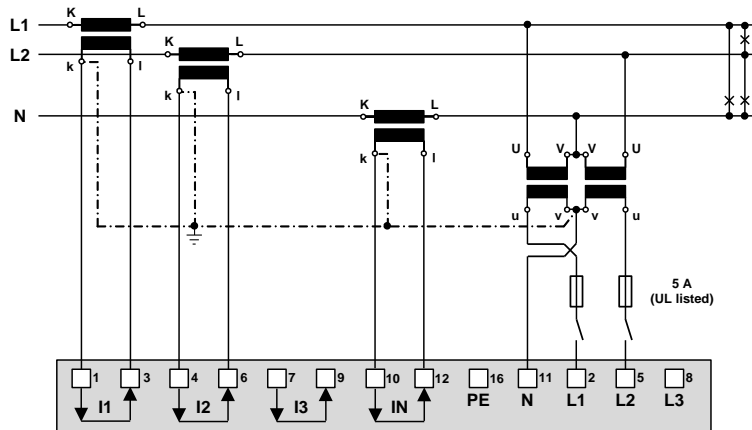 K L
L1
K L
L2
k l
k l
K L
N
k l
U V V U
u v v u
5 A
(UL listed)
1 3 4 6 7 9 10 12 16 11 2 5 8
I1 I2 I3 IN PE N L1 L2 L3